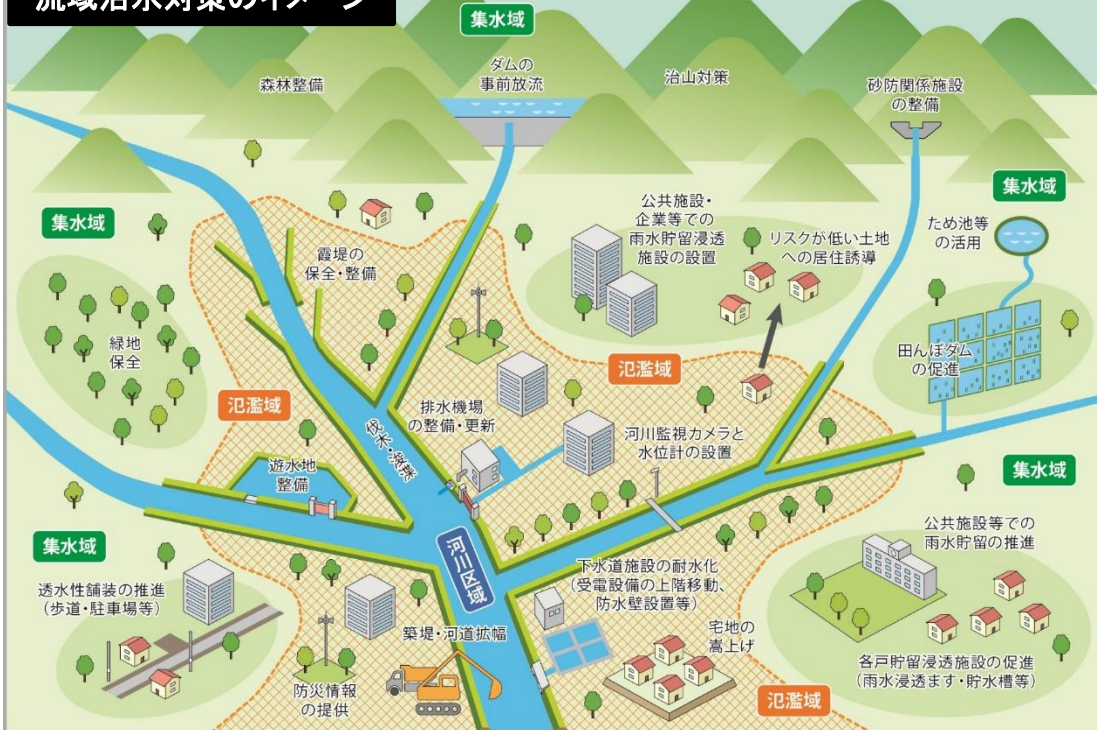 流域治水対策のイメージ
集水域
森林整備
ダムの
事前放流
治山対策
砂防関係施設
の整備
集水域
集水域
公共施設・
企業等での
雨水貯留浸透
施設の設置
リスクが低い土地
への居住誘導
ため池等
の活用
霞堤の
保全・整備
緑地
保全
田んぼダム
の促進
氾濫域
氾濫域
排水機場
の整備・更新
伐木・浚渫
河川監視カメラと
水位計の設置
遊水地
整備
集水域
集水域
公共施設等での
雨水貯留の推進
河川区域
透水性舗装の推進
(歩道・駐車場等)
下水道施設の耐水化
(受電設備の上階移動、
防水壁設置等)
築堤・河道拡幅
宅地の
嵩上げ
各戸貯留浸透施設の促進
(雨水浸透ます・貯水槽等)
防災情報
の提供
氾濫域